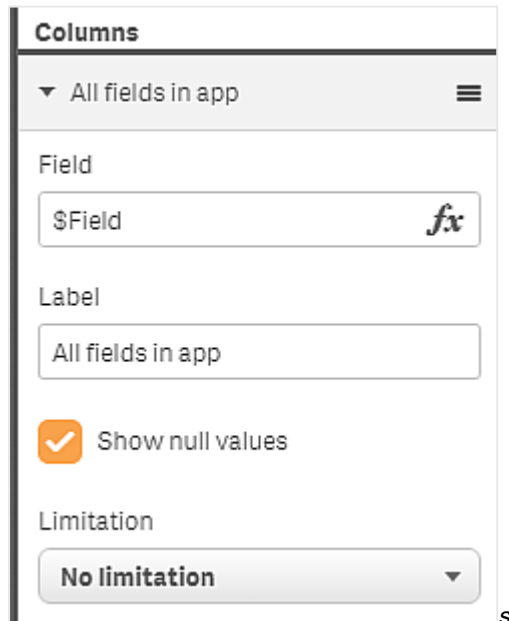 Columns
All fields in app
Field
$Field
fx
Label
All fields in app
Show null values
Limitation
No limitation
s